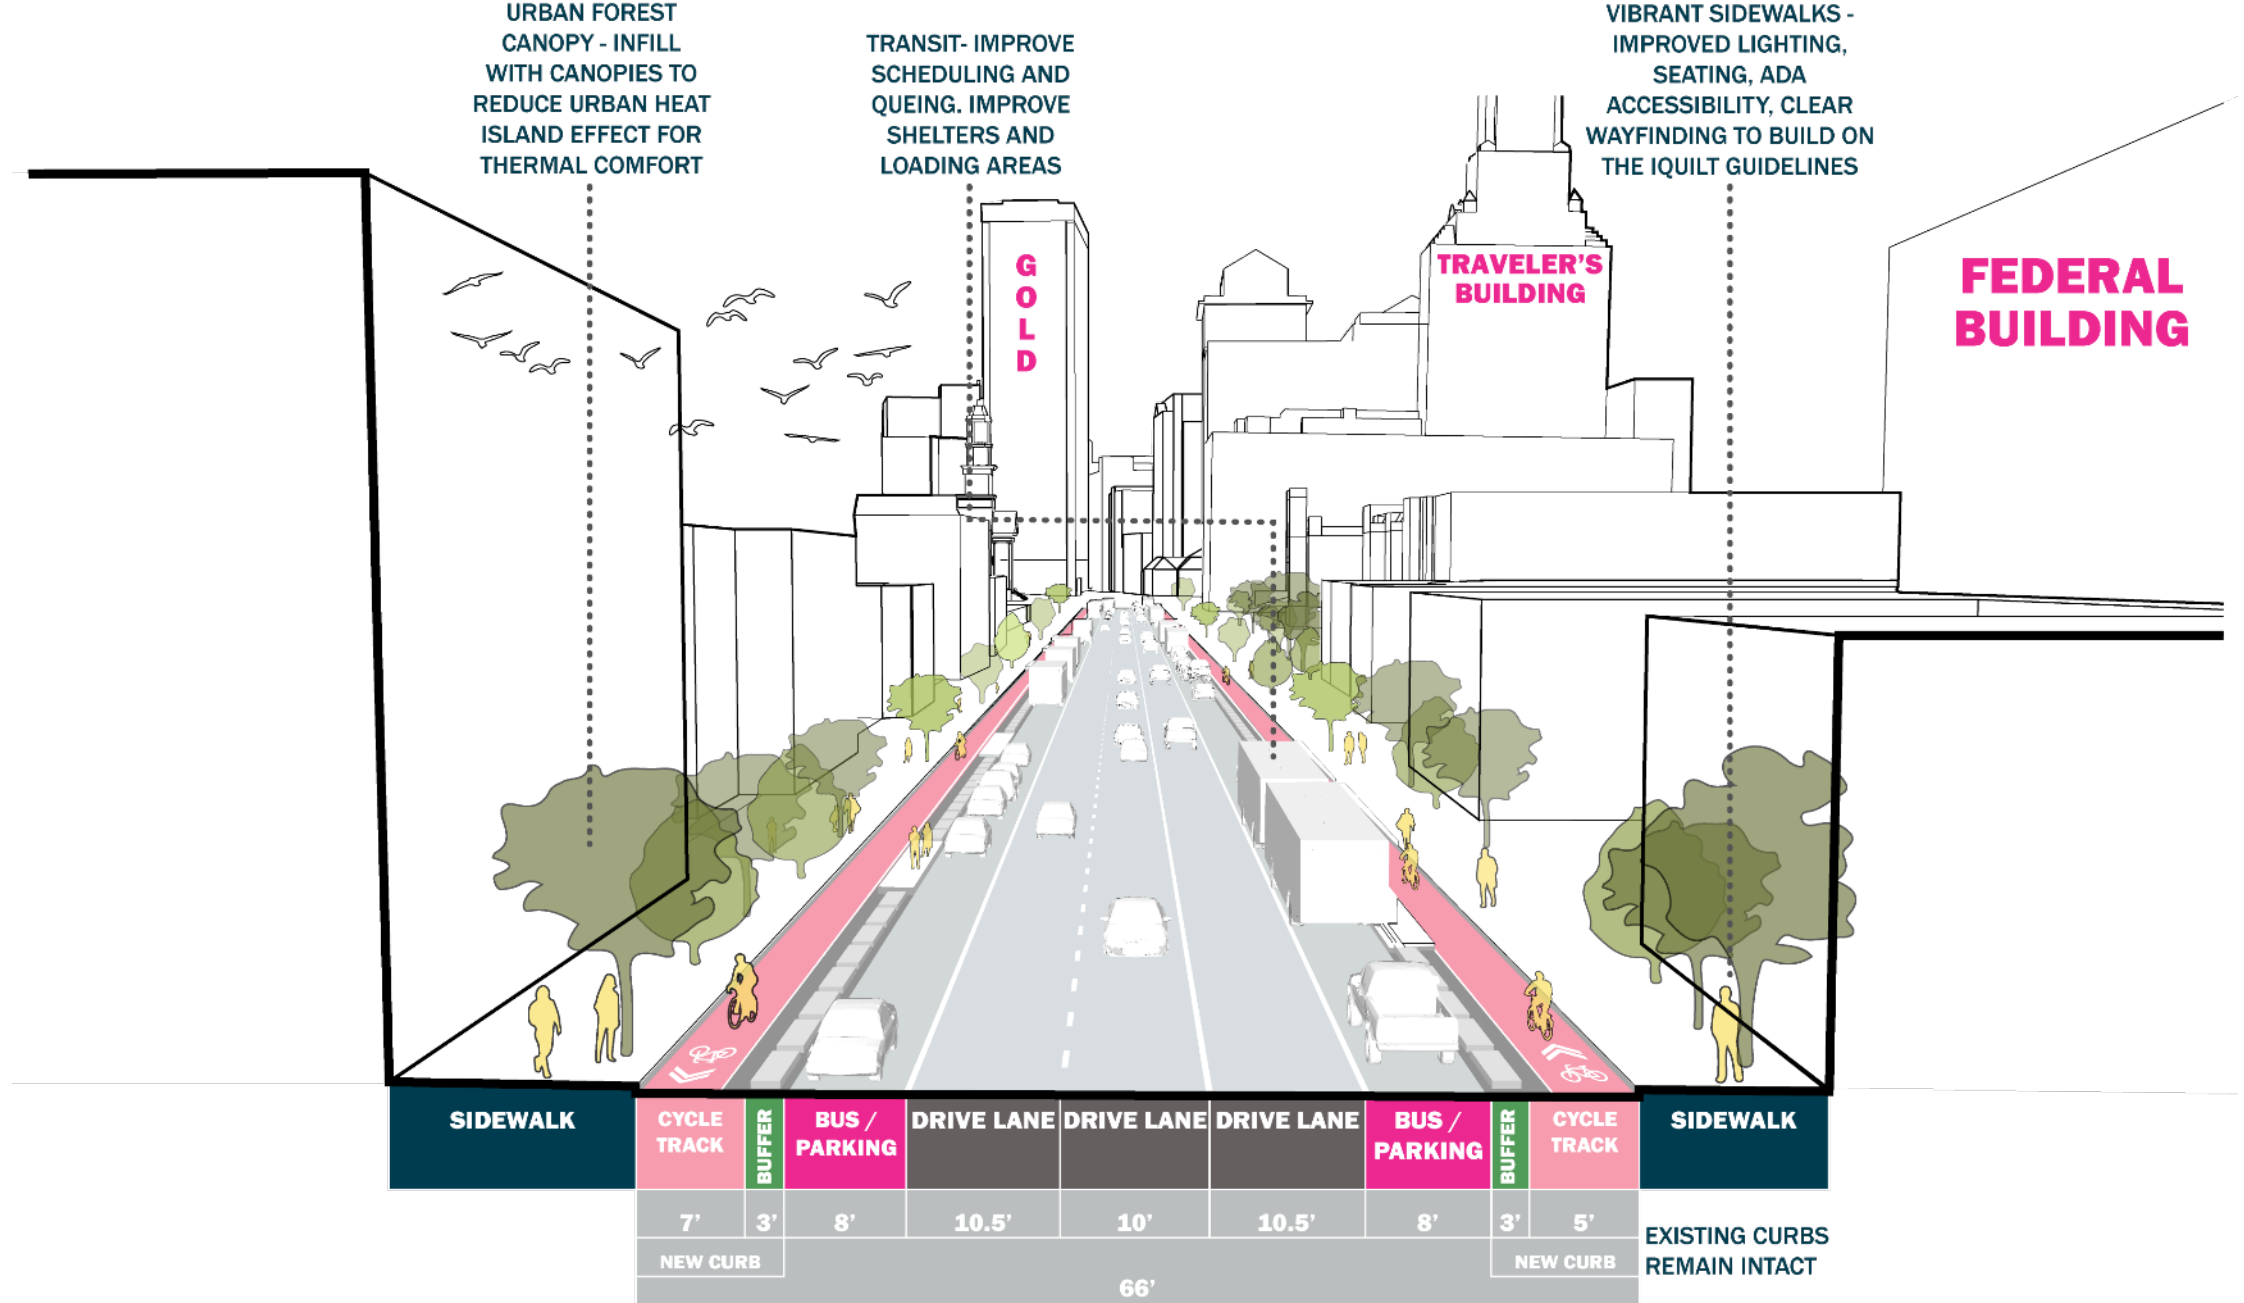 URBAN FOREST
CANOPY - INFILL
WITH CANOPIES TO
REDUCE URBAN HEAT
ISLAND EFFECT FOR
THERMAL COMFORT
TRANSIT- IMPROVE
SCHEDULING AND
QUEING. IMPROVE
SHELTERS AND
LOADING AREAS
VIBRANT SIDEWALKS -
IMPROVED LIGHTING,
SEATING, ADA
ACCESSIBILITY, CLEAR
WAYFINDING TO BUILD ON
THE IQUILT GUIDELINES
GOLD
TRAVELER'S
BUILDING
FEDERAL
BUILDING
SIDEWALK
CYCLE
TRACK
BUFFER
BUS /
PARKING
DRIVE LANE
DRIVE LANE
DRIVE LANE
BUS /
PARKING
BUFFER
CYCLE
TRACK
SIDEWALK
7' 3' 8' 10.5' 10' 10.5' 8' 3' 5'
NEW CURB
NEW CURB
66'
EXISTING CURBS
REMAIN INTACT